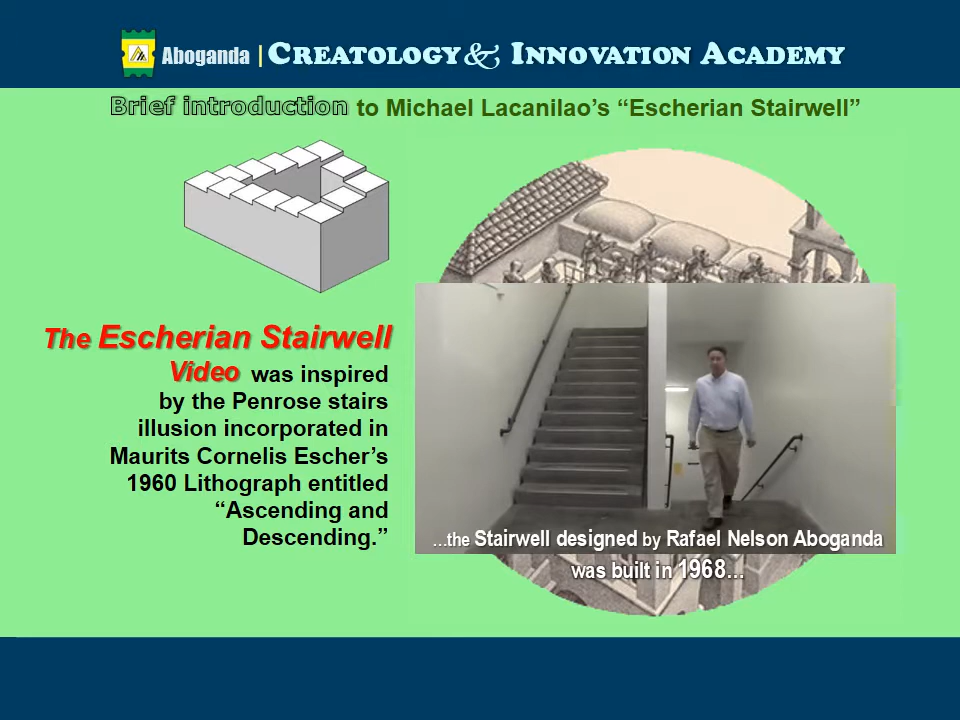 Aboganda | CREATOLOGY & INNOVATION ACADEMY
Brief introduction to Michael Lacanilao’s “Escherian Stairwell”
The Escherian Stairwell
Video was inspired
by the Penrose stairs
illusion incorporated in
Maurits Cornelis Escher’s
1960 Lithograph entitled
“Ascending and
Descending.”
...the Stairwell designed by Rafael Nelson Aboganda
was built in 1968...